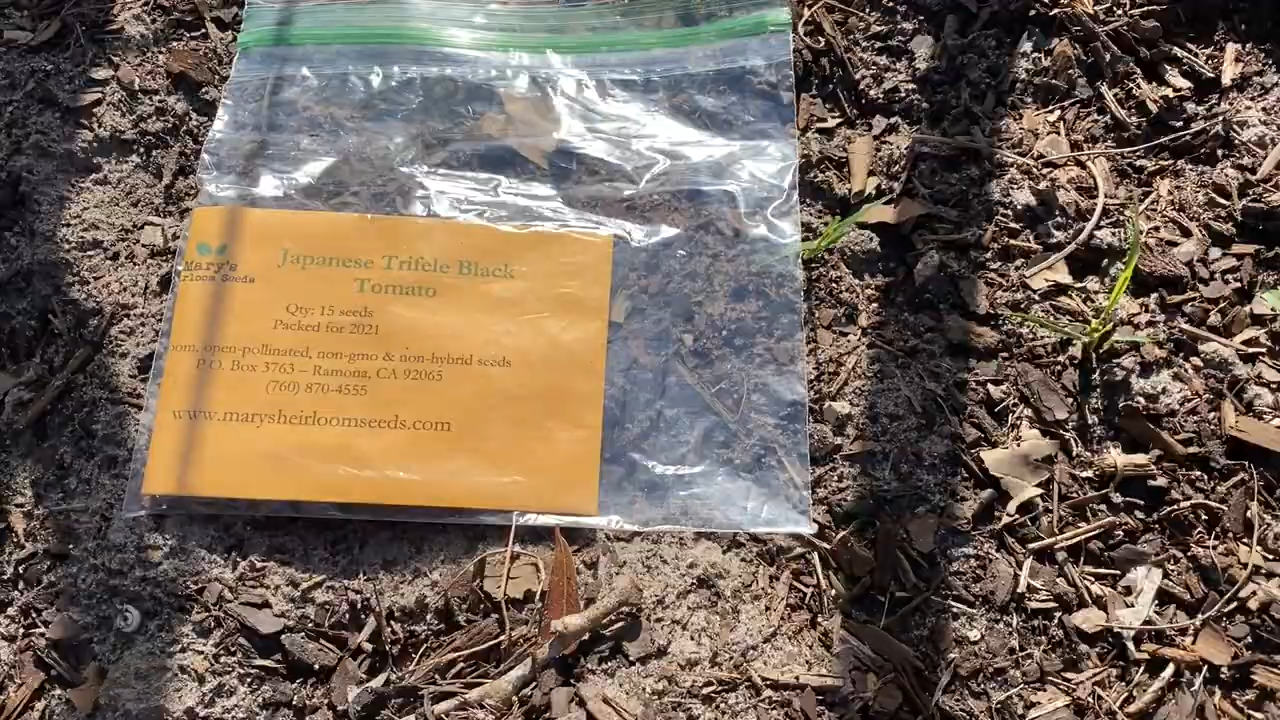 Mary's
rloom Seeds
Japanese Trifele Black
Tomato
Qty: 15 seeds
Packed for 2021
oom, open-pollinated, non-gmo & non-hybrid seeds
P.O. Box 3763 – Ramona, CA 92065
(760) 870-4555
www.marysheirloomseeds.com